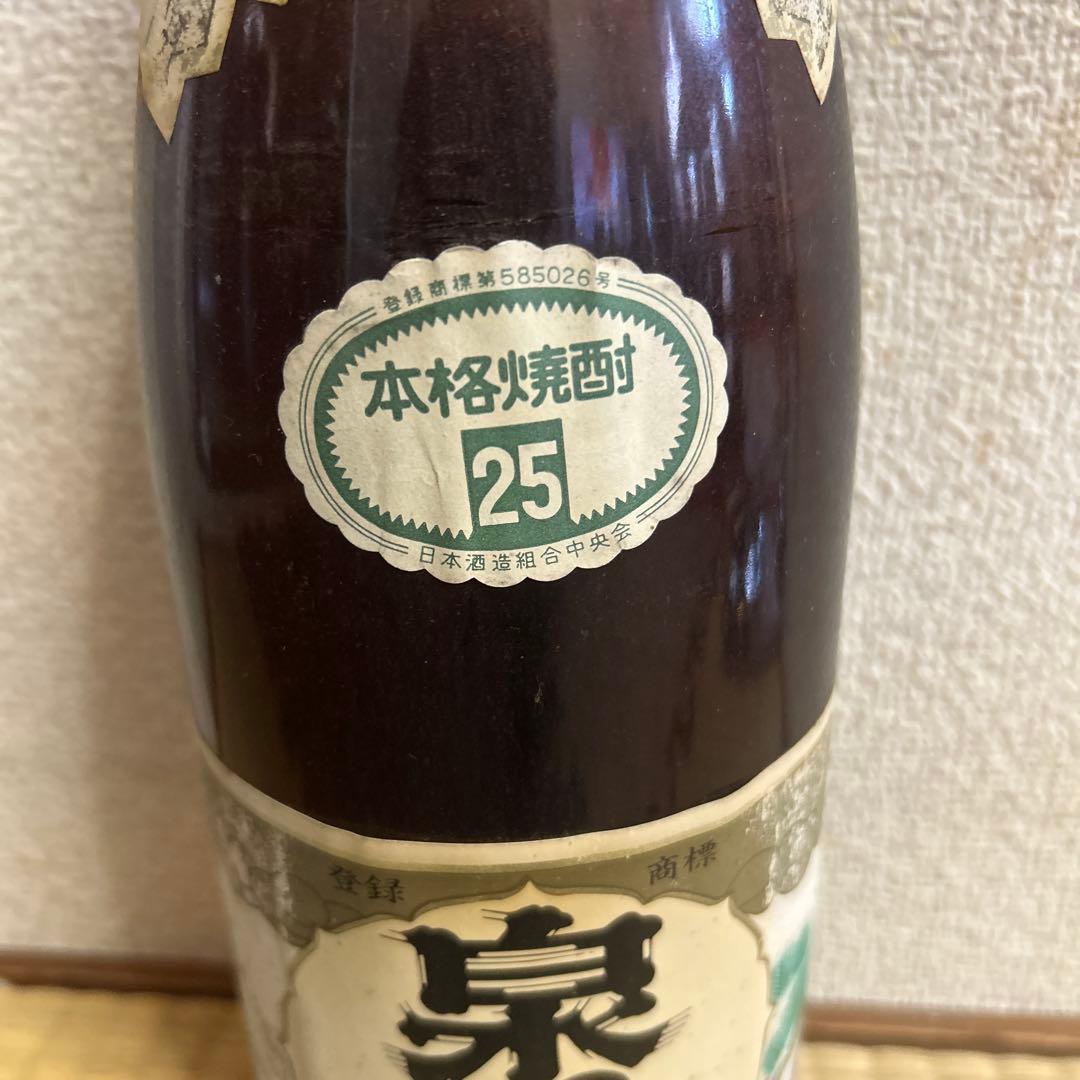 登録商標第585026号
本格焼酎
25
日本酒造組合中央会
登録 商標
泉